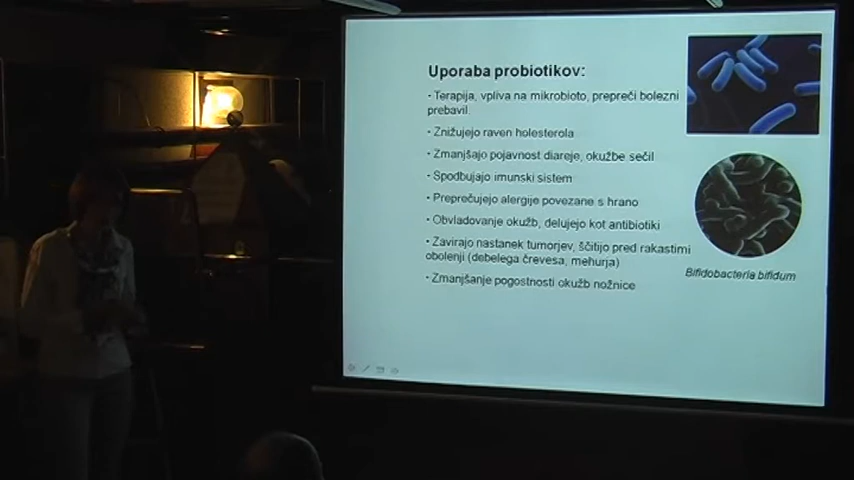 Uporaba probiotikov:
• Terapija, vpliva na mikrobioto, prepreči bolezni
prebavil.
• Znižujejo raven holesterola
• Zmanjšajo pojavnost diareje, okužbe sečil
• Spodbujajo imunski sistem
• Preprečujejo alergije povezane s hrano
• Obvladovanje okužb, delujejo kot antibiotiki
• Zavirajo nastanek tumorjev, ščitijo pred rakastimi
obolenji (debelega črevesa, mehurja)
Bifidobacteria bifidum
• Zmanjšanje pogostnosti okužb nožnice